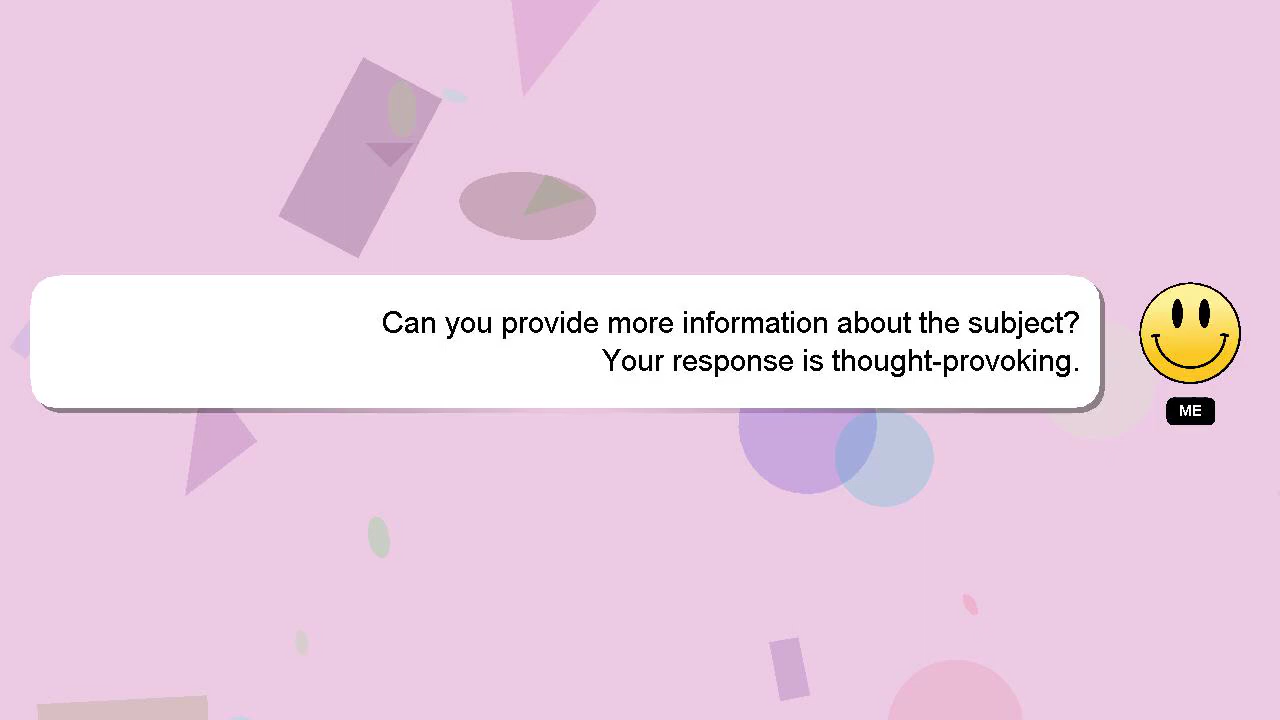 Can you provide more information about the subject?
Your response is thought-provoking.
ME